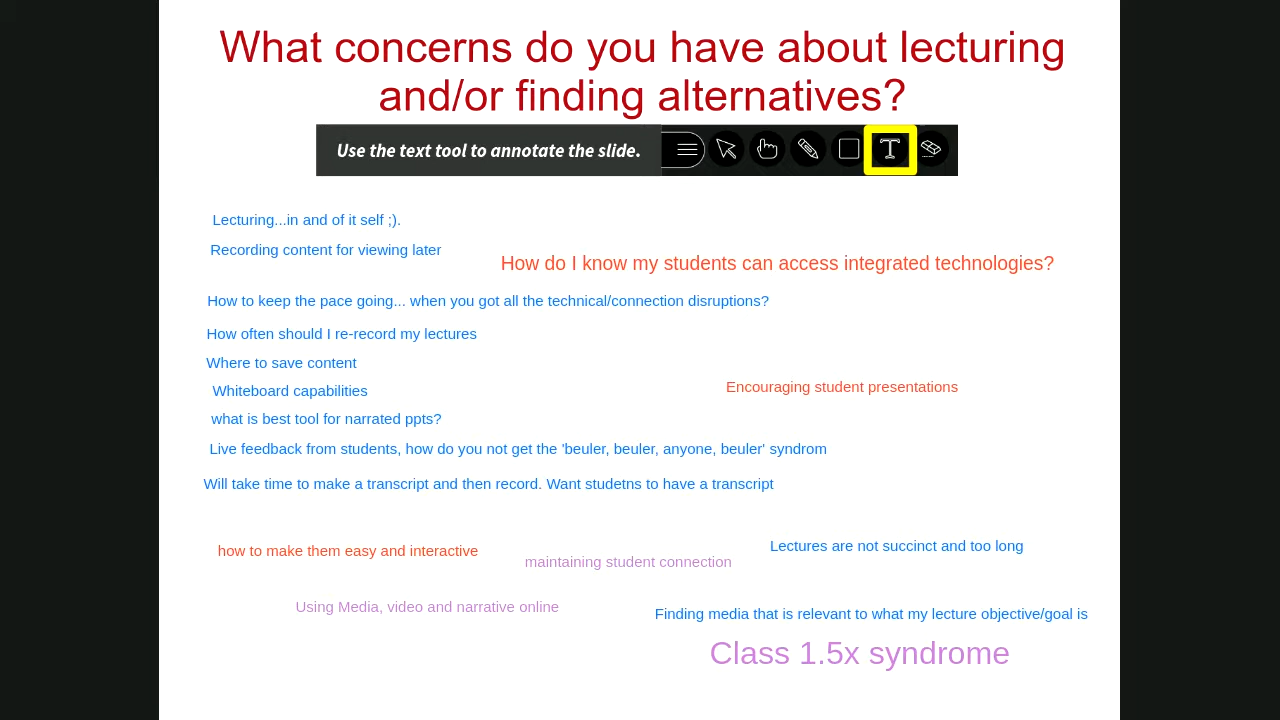 What concerns do you have about lecturing
and/or finding alternatives?
Use the text tool to annotate the slide.
T
Lecturing...in and of it self ;).
Recording content for viewing later
How do I know my students can access integrated technologies?
How to keep the pace going... when you got all the technical/connection disruptions?
How often should I re-record my lectures
Where to save content
Whiteboard capabilities
Encouraging student presentations
what is best tool for narrated ppts?
Live feedback from students, how do you not get the 'beuler, beuler, anyone, beuler' syndrom
Will take time to make a transcript and then record. Want studetns to have a transcript
how to make them easy and interactive
maintaining student connection
Lectures are not succinct and too long
Using Media, video and narrative online
Finding media that is relevant to what my lecture objective/goal is
Class 1.5x syndrome